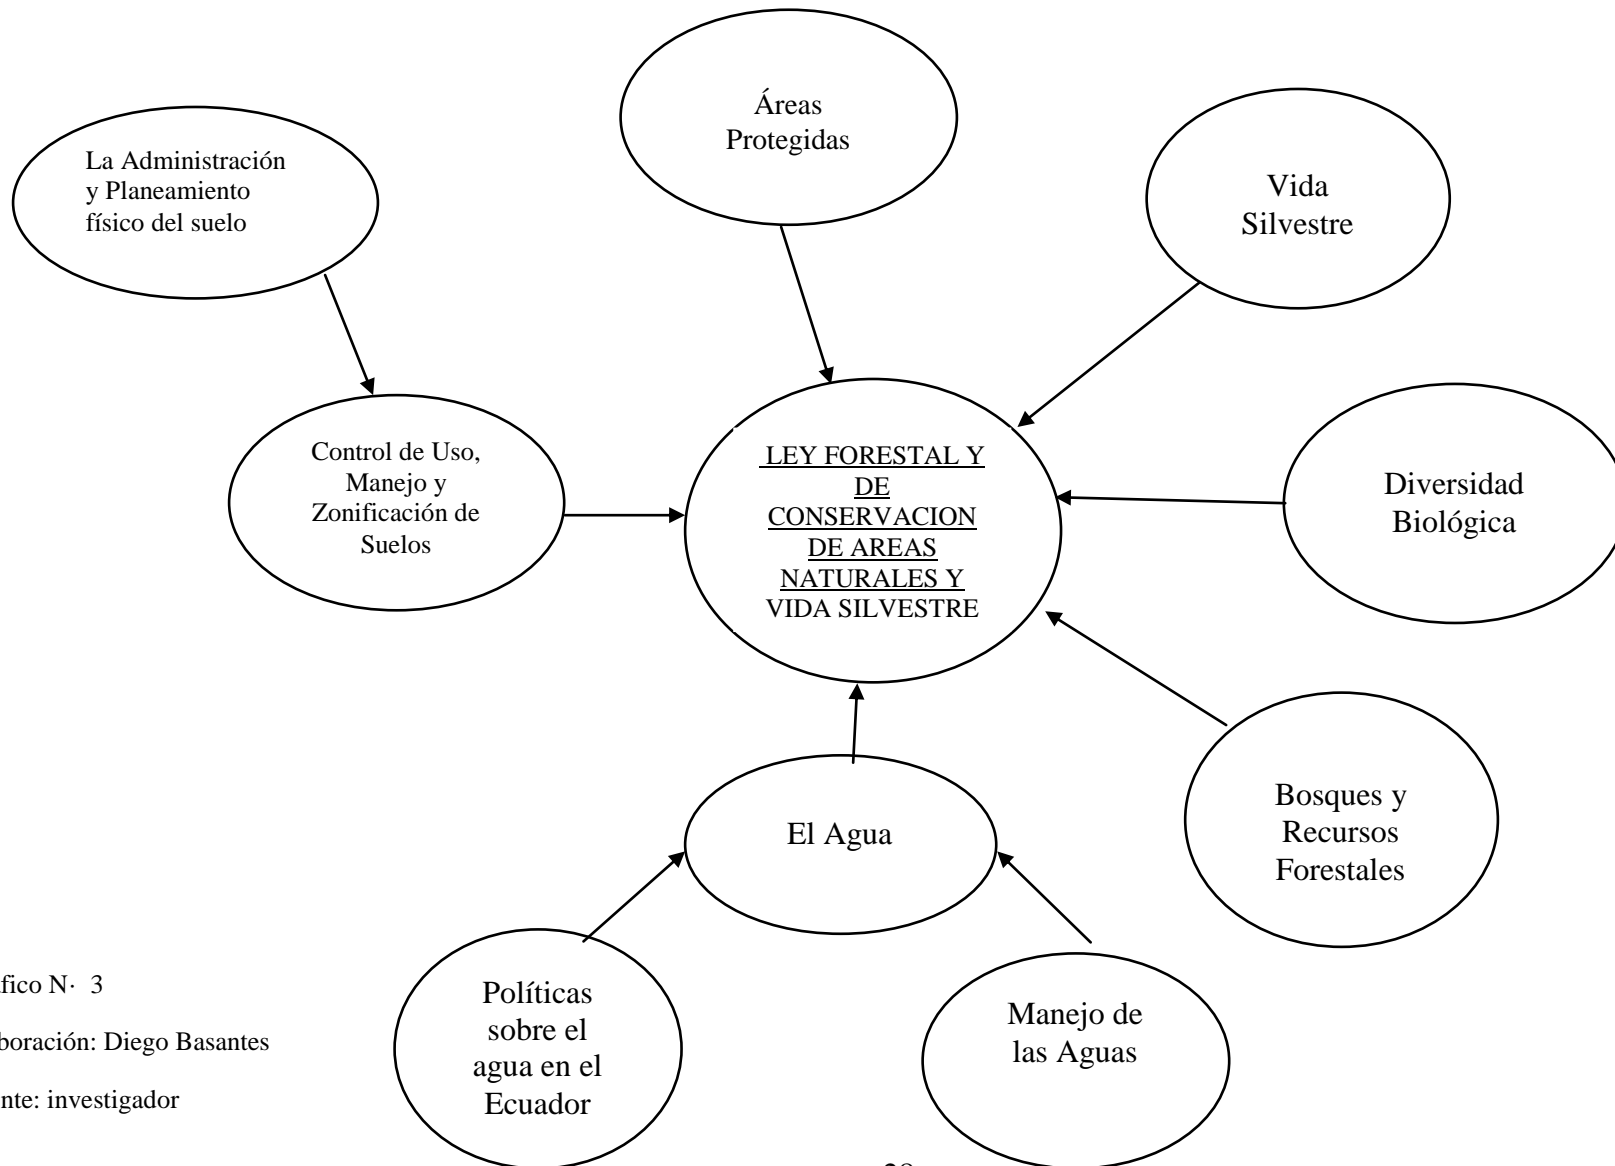 Áreas
Protegidas
La Administración
y Planeamiento
físico del suelo
Vida
Silvestre
Control de Uso,
Manejo y
Zonificación de
Suelos
LEY FORESTAL Y
DE
CONSERVACION
DE AREAS
NATURALES Y
VIDA SILVESTRE
Diversidad
Biológica
Bosques y
Recursos
Forestales
El Agua
Políticas
sobre el
agua en el
Ecuador
Manejo de
las Aguas
fico N· 3
boración: Diego Basantes
nte: investigador